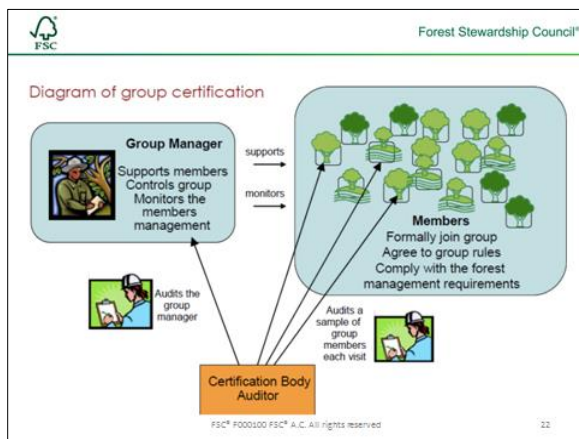 FSC
Forest Stewardship Council®
Diagram of group certification
Group Manager
Supports members
Controls group
Monitors the
members
management
supports
monitors
Members
Formally join group
Agree to group rules
Comply with the forest
management requirements
Audits the
group
manager
Audits a
sample of
group
members
each visit
Certification Body
Auditor
FSC® F000100 FSC® A.C. All rights reserved
22